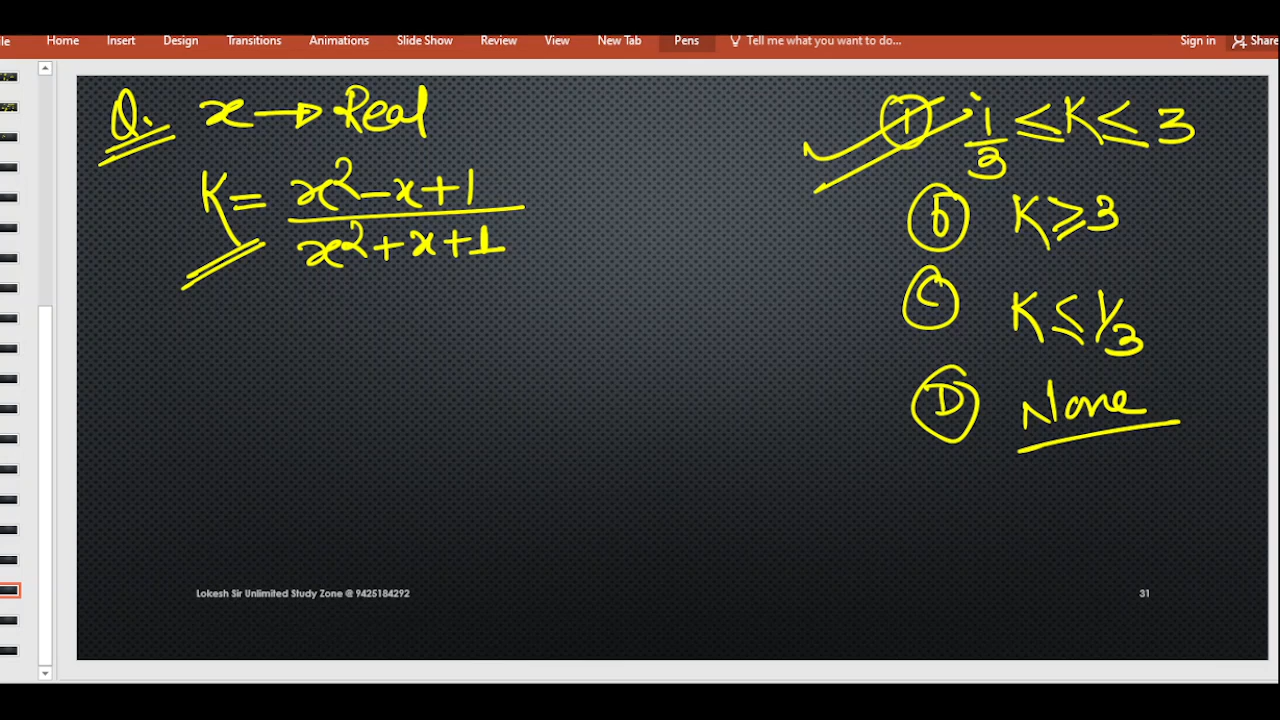 le Home Insert Design Transitions Animations Slide Show Review View New Tab Pens Tell me what you want to do... Sign in Share
Q. x → Real
K = (x² - x + 1) / (x² + x + 1)
1/3 ≤ K ≤ 3
B K ≥ 3
C K ≤ 1/3
D None
Lokesh Sir Unlimited Study Zone @ 9425184292 31